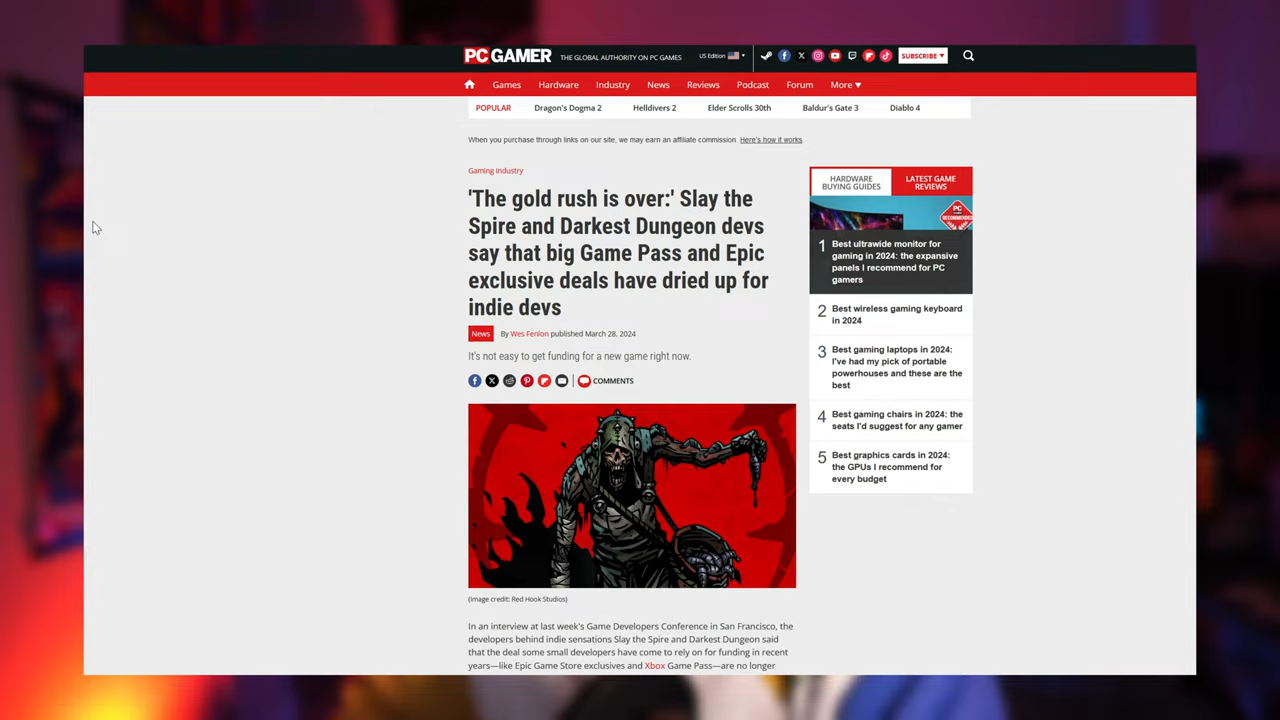 PC GAMER THE GLOBAL AUTHORITY ON PC GAMES US Edition SUBSCRIBE
Games Hardware Industry News Reviews Podcast Forum More
POPULAR Dragon's Dogma 2 Helldivers 2 Elder Scrolls 30th Baldur's Gate 3 Diablo 4
When you purchase through links on our site, we may earn an affiliate commission. Here's how it works.
Gaming Industry
'The gold rush is over:' Slay the
Spire and Darkest Dungeon devs
say that big Game Pass and Epic
exclusive deals have dried up for
indie devs
News By Wes Fenlon published March 28, 2024
It's not easy to get funding for a new game right now.
COMMENTS
(Image credit: Red Hook Studios)
In an interview at last week's Game Developers Conference in San Francisco, the
developers behind indie sensations Slay the Spire and Darkest Dungeon said
that the deal some small developers have come to rely on for funding in recent
years—like Epic Game Store exclusives and Xbox Game Pass—are no longer
HARDWARE
BUYING GUIDES
LATEST GAME
REVIEWS
PC
RECOMMENDED
1 Best ultrawide monitor for
gaming in 2024: the expansive
panels I recommend for PC
gamers
2 Best wireless gaming keyboard
in 2024
3 Best gaming laptops in 2024:
I've had my pick of portable
powerhouses and these are the
best
4 Best gaming chairs in 2024: the
seats I'd suggest for any gamer
5 Best graphics cards in 2024:
the GPUs I recommend for
every budget